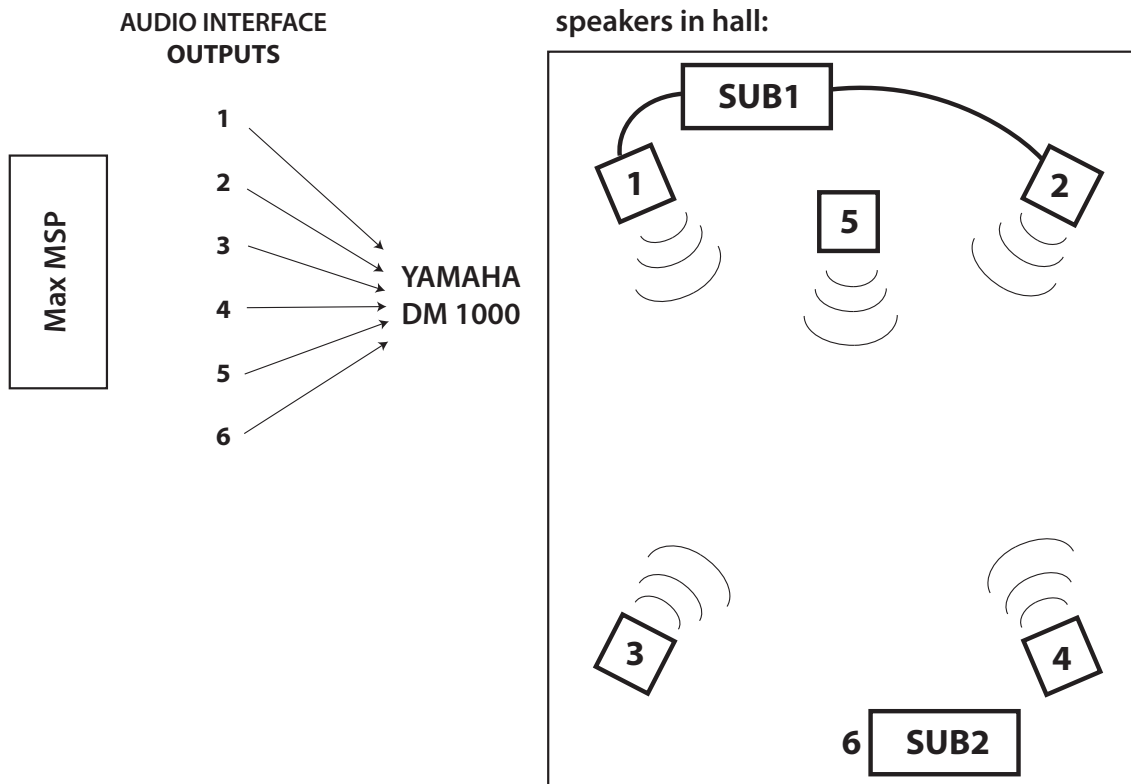 AUDIO INTERFACE
OUTPUTS
1
2
3
4
5
6
Max MSP
YAMAHA
DM 1000
speakers in hall:
SUB1
1
2
5
3
4
6
SUB2